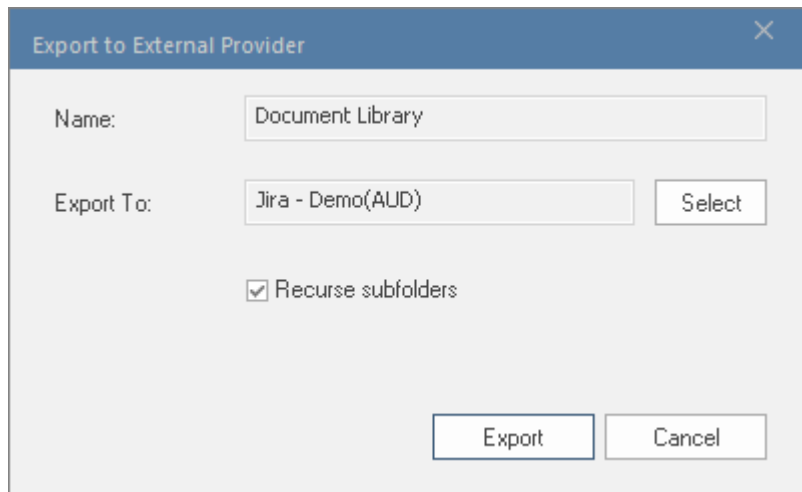 Export to External Provider
Name:
Document Library
Export To:
Jira - Demo(AUD)
Select
Recurse subfolders
Export
Cancel